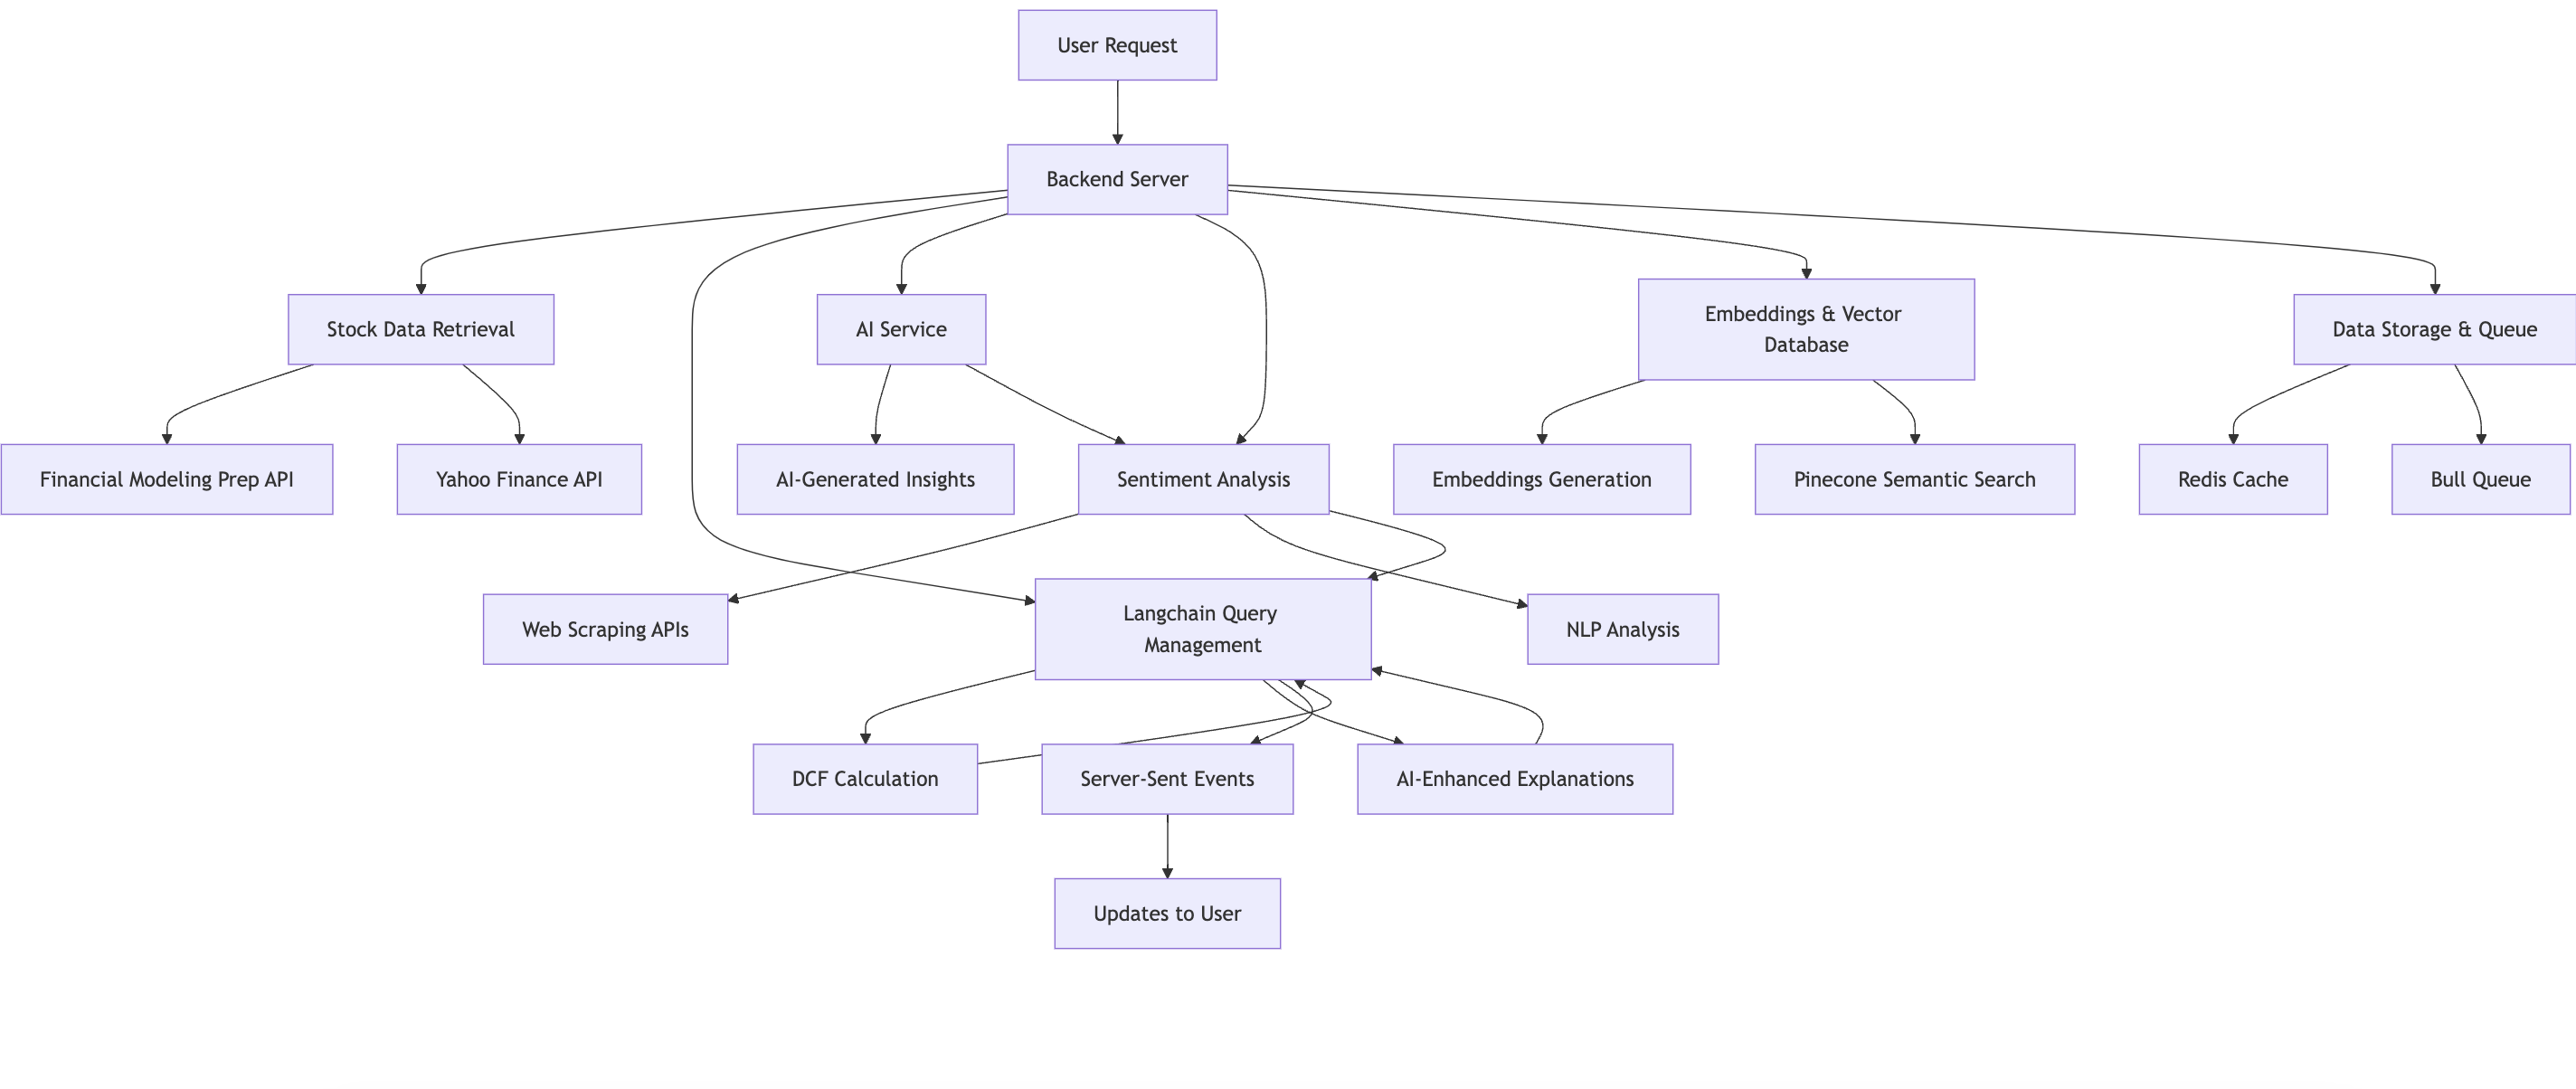 User Request
Backend Server
Stock Data Retrieval
AI Service
Embeddings & Vector
Database
Data Storage & Queue
Financial Modeling Prep API
Yahoo Finance API
AI-Generated Insights
Sentiment Analysis
Embeddings Generation
Pinecone Semantic Search
Redis Cache
Bull Queue
Web Scraping APIs
Langchain Query
Management
NLP Analysis
DCF Calculation
Server-Sent Events
AI-Enhanced Explanations
Updates to User